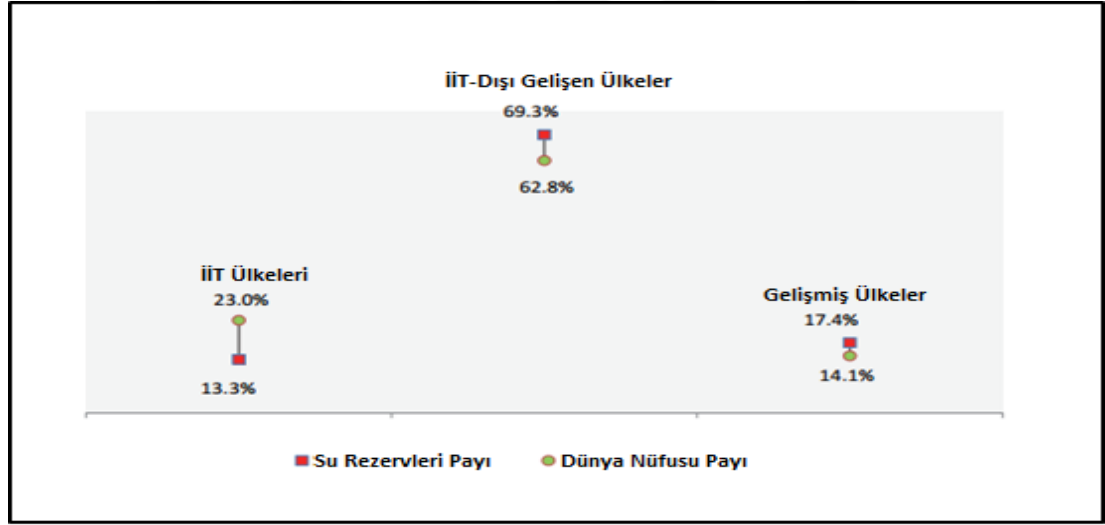 İİT-Dışı Gelişen Ülkeler
69.3%
62.8%
İİT Ülkeleri
23.0%
13.3%
Gelişmiş Ülkeler
17.4%
14.1%
Su Rezervleri Payı
Dünya Nüfusu Payı